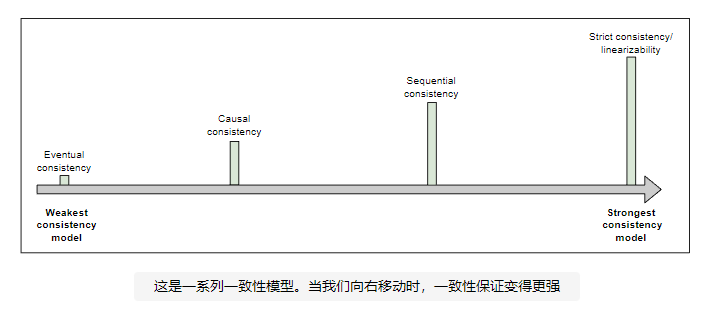 Strict consistency/
linearizability
Sequential
consistency
Causal
consistency
Eventual
consistency
Weakest
consistency
model
Strongest
consistency
model
这是一系列一致性模型。当我们向右移动时，一致性保证变得更强